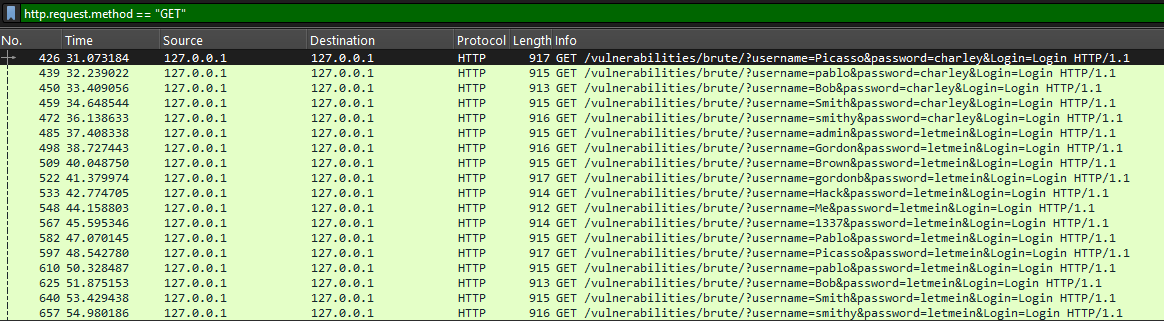 http.request.method == "GET"
No. Time Source Destination Protocol Length Info
426 31.073184 127.0.0.1 127.0.0.1 HTTP 917 GET /vulnerabilities/brute/?username=Picasso&password=charley&Login=Login HTTP/1.1
439 32.239022 127.0.0.1 127.0.0.1 HTTP 915 GET /vulnerabilities/brute/?username=pablo&password=charley&Login=Login HTTP/1.1
450 33.409056 127.0.0.1 127.0.0.1 HTTP 913 GET /vulnerabilities/brute/?username=Bob&password=charley&Login=Login HTTP/1.1
459 34.648544 127.0.0.1 127.0.0.1 HTTP 915 GET /vulnerabilities/brute/?username=Smith&password=charley&Login=Login HTTP/1.1
472 36.138633 127.0.0.1 127.0.0.1 HTTP 916 GET /vulnerabilities/brute/?username=smithy&password=charley&Login=Login HTTP/1.1
485 37.408338 127.0.0.1 127.0.0.1 HTTP 915 GET /vulnerabilities/brute/?username=admin&password=letmein&Login=Login HTTP/1.1
498 38.727443 127.0.0.1 127.0.0.1 HTTP 916 GET /vulnerabilities/brute/?username=Gordon&password=letmein&Login=Login HTTP/1.1
509 40.048750 127.0.0.1 127.0.0.1 HTTP 915 GET /vulnerabilities/brute/?username=Brown&password=letmein&Login=Login HTTP/1.1
522 41.379974 127.0.0.1 127.0.0.1 HTTP 917 GET /vulnerabilities/brute/?username=gordonb&password=letmein&Login=Login HTTP/1.1
533 42.774705 127.0.0.1 127.0.0.1 HTTP 914 GET /vulnerabilities/brute/?username=Hack&password=letmein&Login=Login HTTP/1.1
548 44.158803 127.0.0.1 127.0.0.1 HTTP 912 GET /vulnerabilities/brute/?username=Me&password=letmein&Login=Login HTTP/1.1
567 45.595346 127.0.0.1 127.0.0.1 HTTP 914 GET /vulnerabilities/brute/?username=1337&password=letmein&Login=Login HTTP/1.1
582 47.070145 127.0.0.1 127.0.0.1 HTTP 915 GET /vulnerabilities/brute/?username=Pablo&password=letmein&Login=Login HTTP/1.1
597 48.542780 127.0.0.1 127.0.0.1 HTTP 917 GET /vulnerabilities/brute/?username=Picasso&password=letmein&Login=Login HTTP/1.1
610 50.328487 127.0.0.1 127.0.0.1 HTTP 915 GET /vulnerabilities/brute/?username=pablo&password=letmein&Login=Login HTTP/1.1
625 51.875153 127.0.0.1 127.0.0.1 HTTP 913 GET /vulnerabilities/brute/?username=Bob&password=letmein&Login=Login HTTP/1.1
640 53.429438 127.0.0.1 127.0.0.1 HTTP 915 GET /vulnerabilities/brute/?username=Smith&password=letmein&Login=Login HTTP/1.1
657 54.980186 127.0.0.1 127.0.0.1 HTTP 916 GET /vulnerabilities/brute/?username=smithy&password=letmein&Login=Login HTTP/1.1